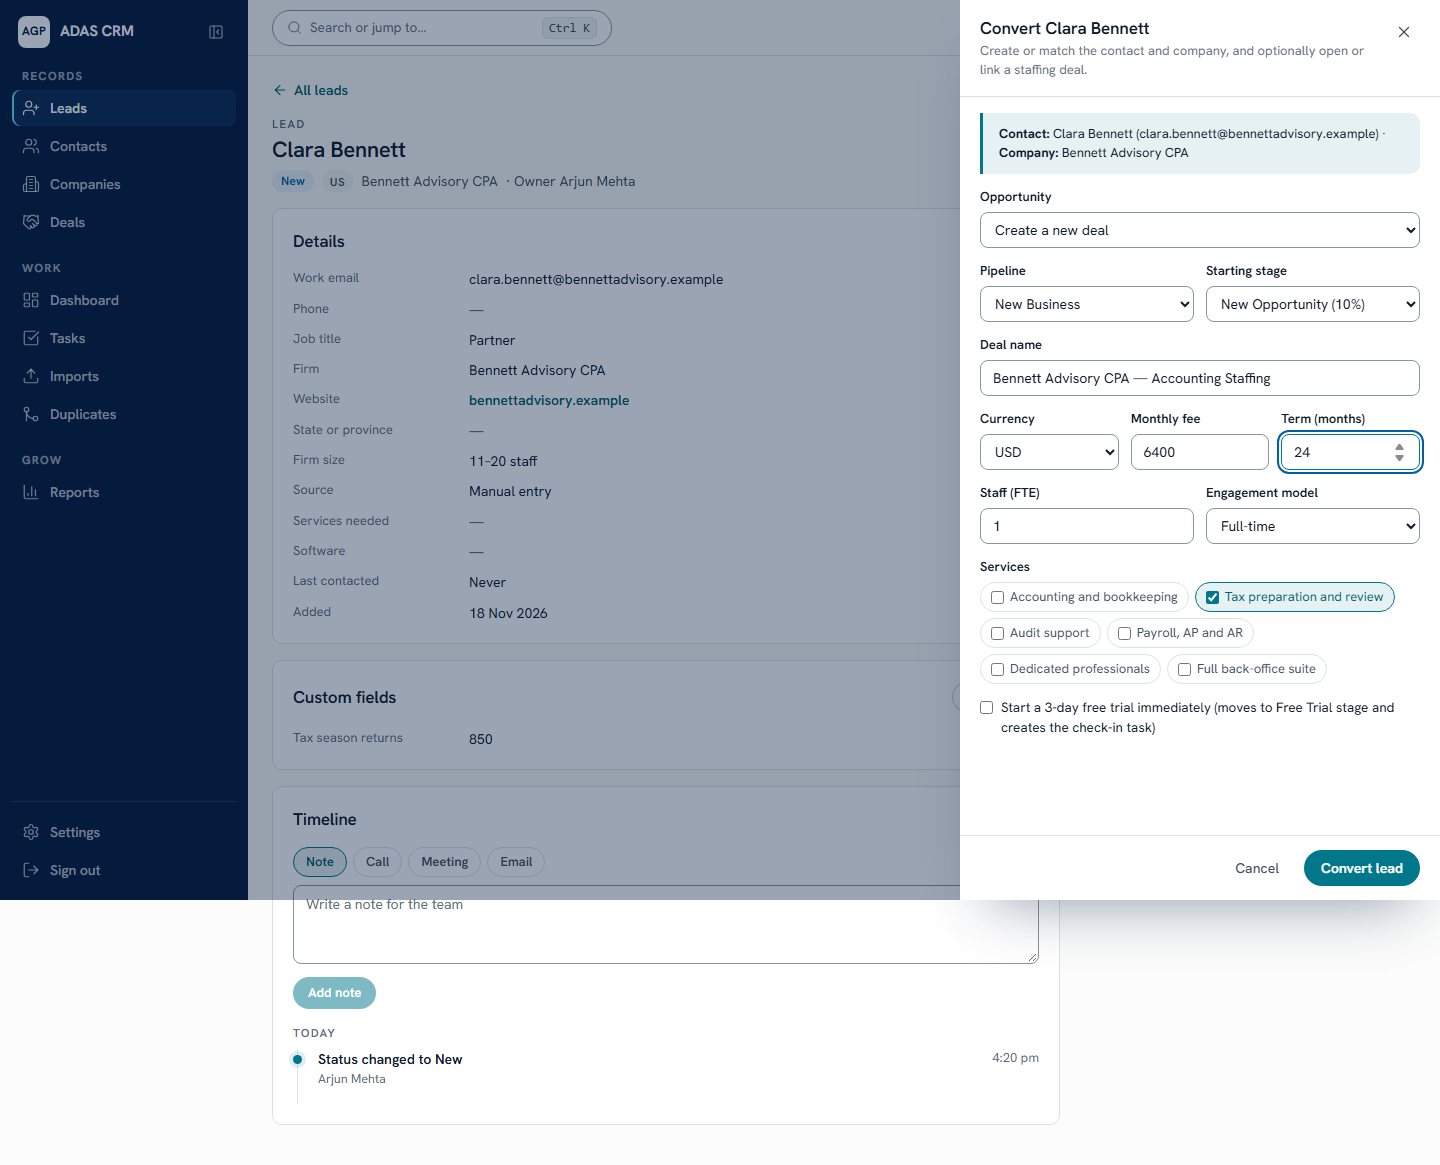 AGP ADAS CRM
RECORDS
Leads
Contacts
Companies
Deals
WORK
Dashboard
Tasks
Imports
Duplicates
GROW
Reports
Settings
Sign out
Search or jump to... Ctrl K
All leads
LEAD
Clara Bennett
New US Bennett Advisory CPA · Owner Arjun Mehta
Details
Work email clara.bennett@bennettadvisory.example
Phone —
Job title Partner
Firm Bennett Advisory CPA
Website bennettadvisory.example
State or province —
Firm size 11–20 staff
Source Manual entry
Services needed —
Software —
Last contacted Never
Added 18 Nov 2026
Custom fields
Tax season returns 850
Timeline
Note Call Meeting Email
Write a note for the team
Add note
TODAY
Status changed to New 4:20 pm
Arjun Mehta
Convert Clara Bennett
Create or match the contact and company, and optionally open or
link a staffing deal.
Contact: Clara Bennett (clara.bennett@bennettadvisory.example) ·
Company: Bennett Advisory CPA
Opportunity
Create a new deal
Pipeline Starting stage
New Business New Opportunity (10%)
Deal name
Bennett Advisory CPA — Accounting Staffing
Currency Monthly fee Term (months)
USD 6400 24
Staff (FTE) Engagement model
1 Full-time
Services
Accounting and bookkeeping Tax preparation and review
Audit support Payroll, AP and AR
Dedicated professionals Full back-office suite
Start a 3-day free trial immediately (moves to Free Trial stage and
creates the check-in task)
Cancel Convert lead